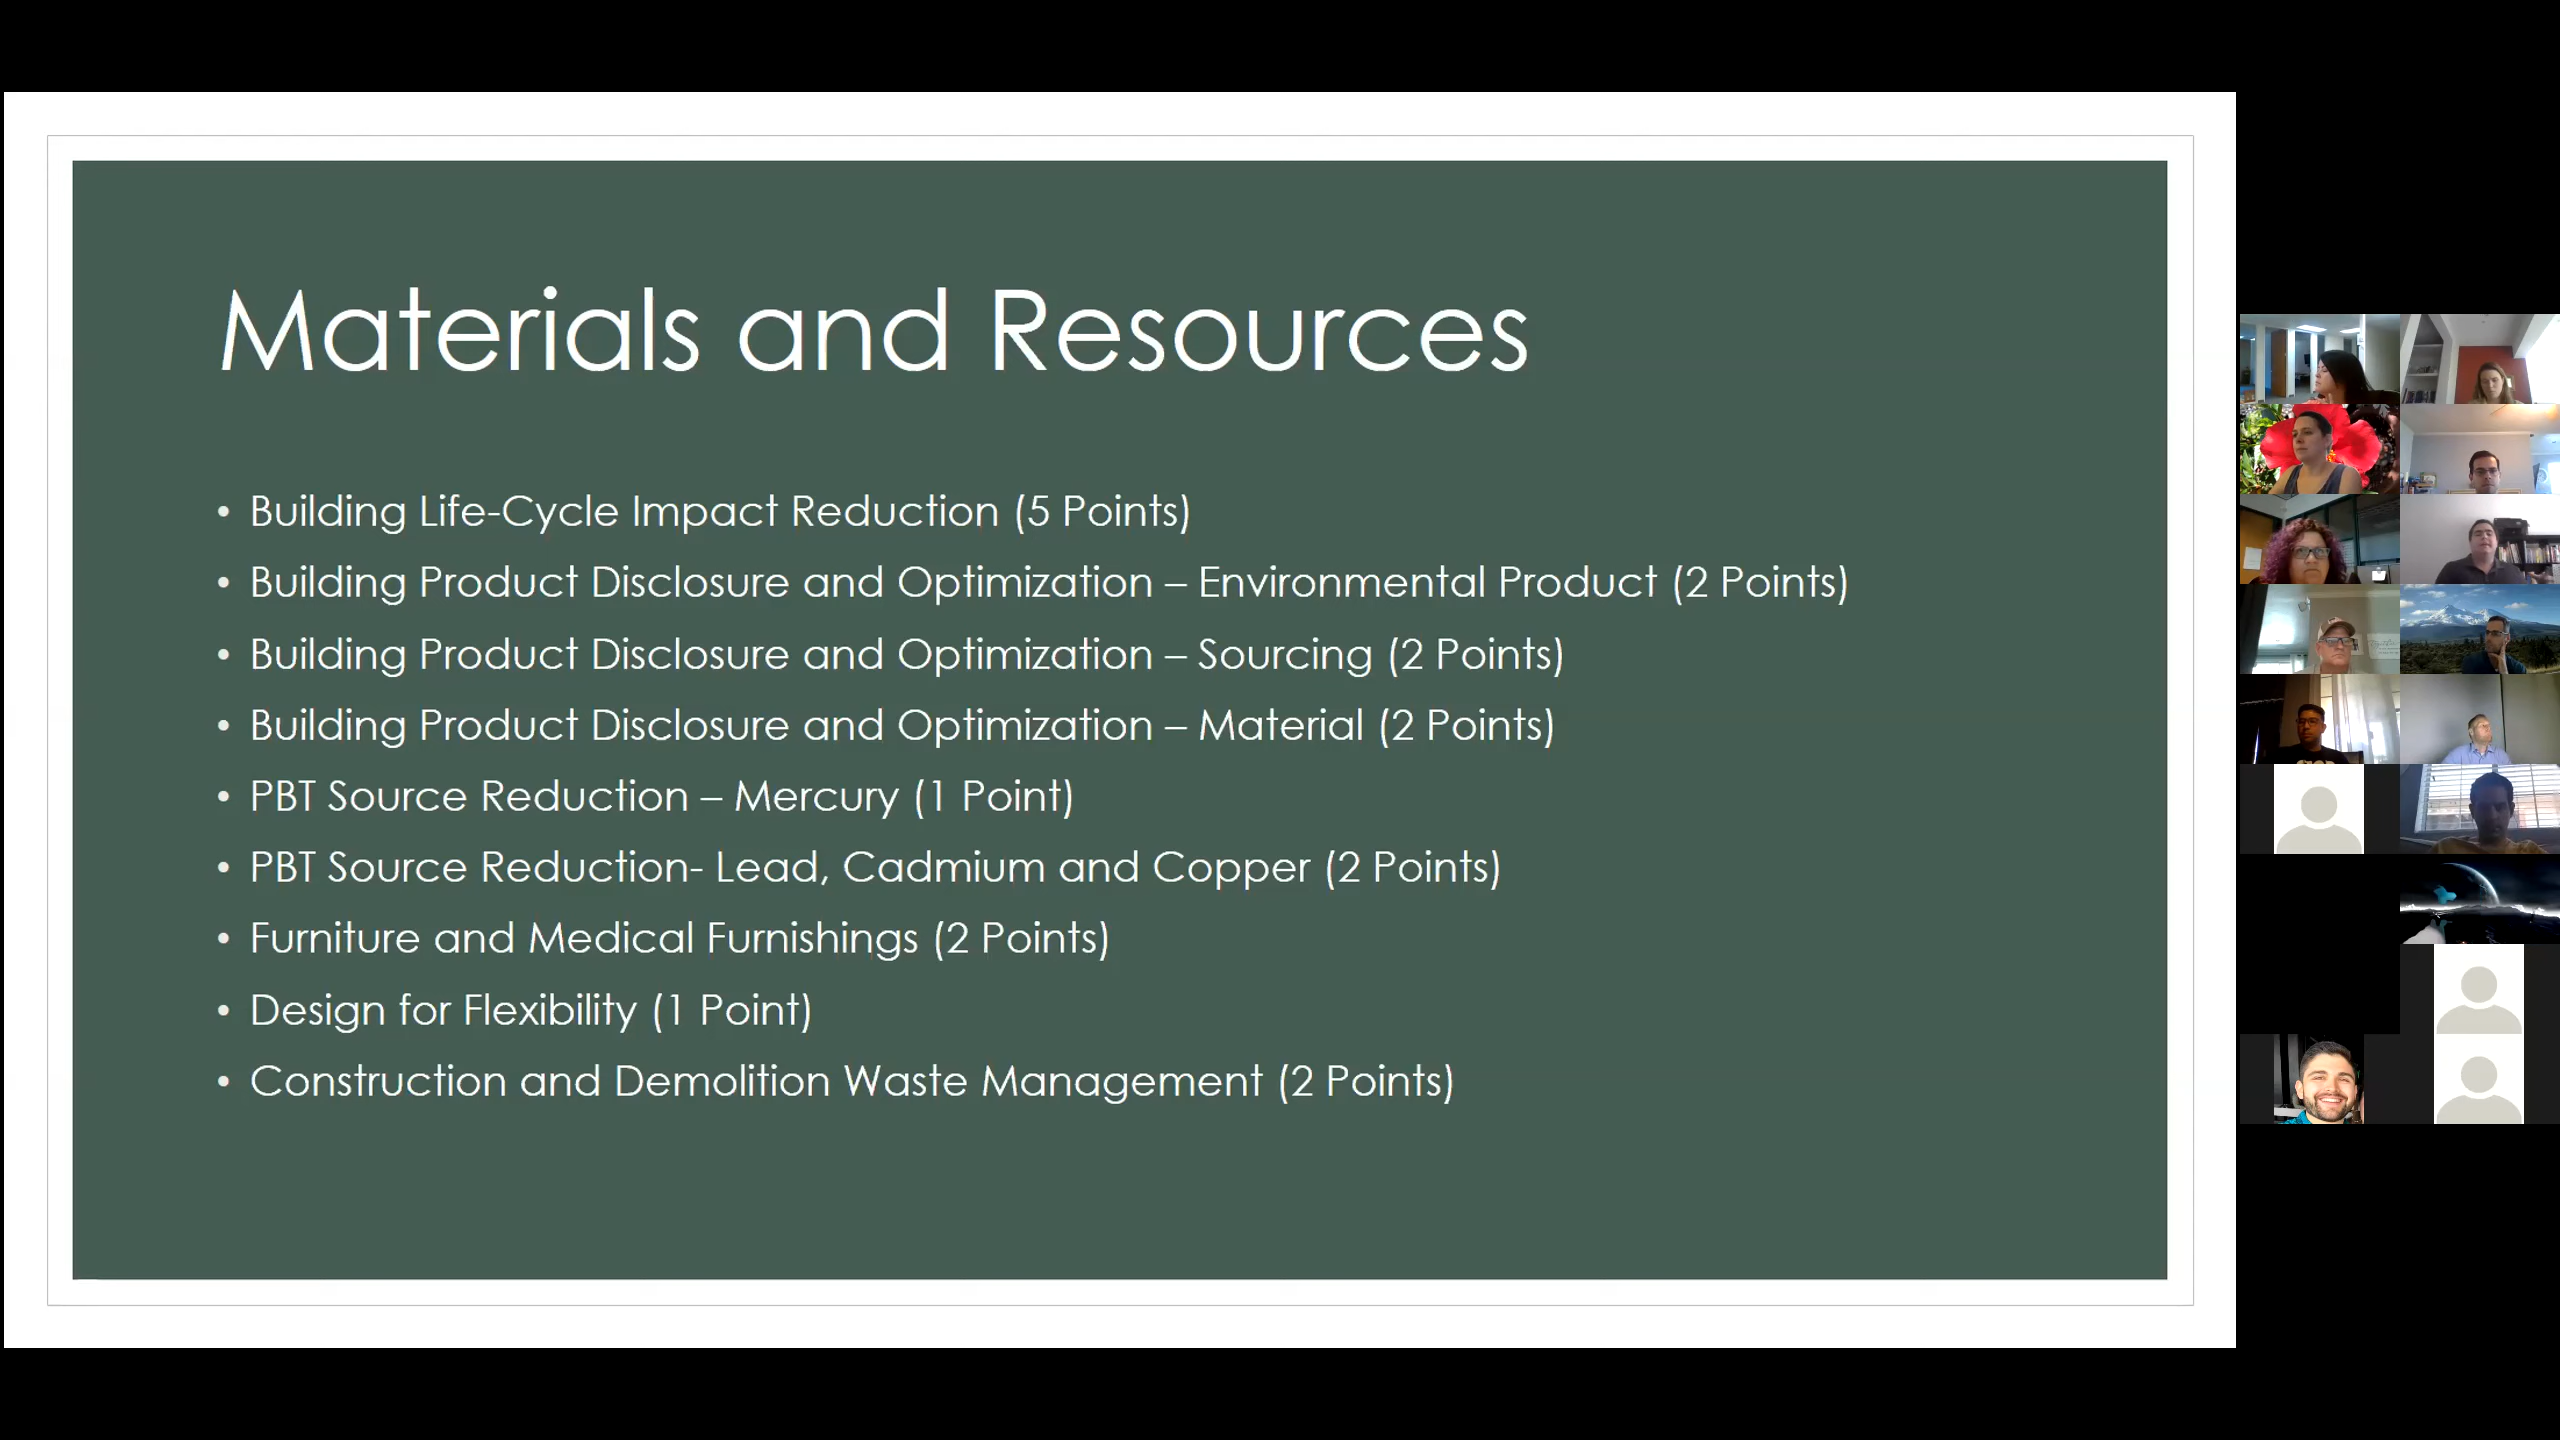 Materials and Resources
• Building Life-Cycle Impact Reduction (5 Points)
• Building Product Disclosure and Optimization – Environmental Product (2 Points)
• Building Product Disclosure and Optimization – Sourcing (2 Points)
• Building Product Disclosure and Optimization – Material (2 Points)
• PBT Source Reduction – Mercury (1 Point)
• PBT Source Reduction- Lead, Cadmium and Copper (2 Points)
• Furniture and Medical Furnishings (2 Points)
• Design for Flexibility (1 Point)
• Construction and Demolition Waste Management (2 Points)